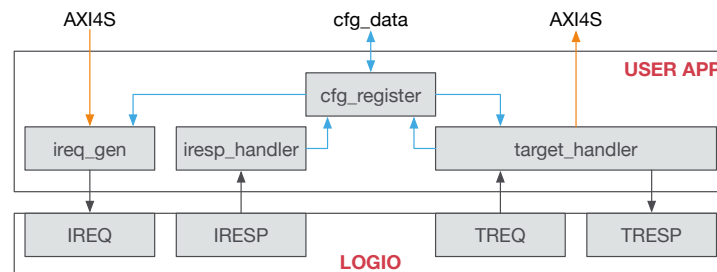 AXI4S cfg_data AXI4S
USER APP
cfg_register
ireq_gen iresp_handler target_handler
IREQ IRESP TREQ TRESP
LOGIO